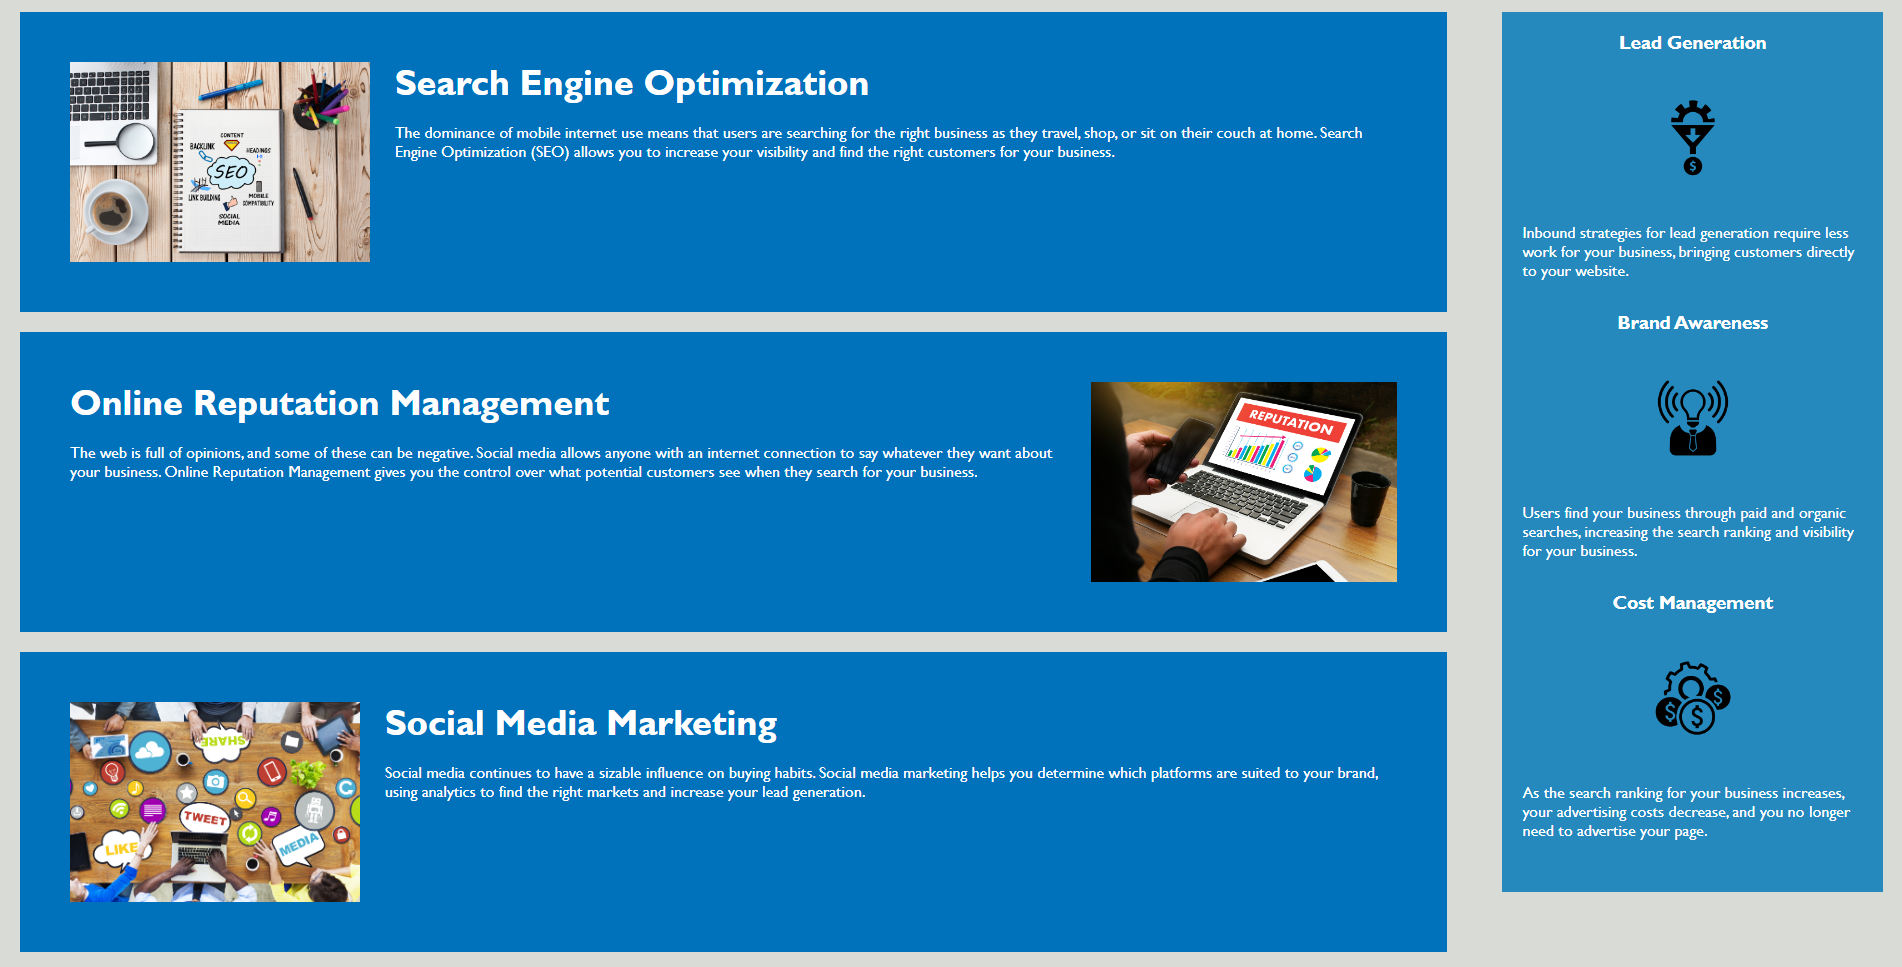 Search Engine Optimization
The dominance of mobile internet use means that users are searching for the right business as they travel, shop, or sit on their couch at home. Search
Engine Optimization (SEO) allows you to increase your visibility and find the right customers for your business.
CONTENT
BACKLINK
HEADINGS
SEO
LINK BUILDING
MOBILE
COMPATIBILITY
SOCIAL
MEDIA
Online Reputation Management
The web is full of opinions, and some of these can be negative. Social media allows anyone with an internet connection to say whatever they want about
your business. Online Reputation Management gives you the control over what potential customers see when they search for your business.
REPUTATION
Social Media Marketing
Social media continues to have a sizable influence on buying habits. Social media marketing helps you determine which platforms are suited to your brand,
using analytics to find the right markets and increase your lead generation.
SHARE
TWEET
LIKE
MEDIA
Lead Generation
$
Inbound strategies for lead generation require less
work for your business, bringing customers directly
to your website.
Brand Awareness
Users find your business through paid and organic
searches, increasing the search ranking and visibility
for your business.
Cost Management
$
$
$
As the search ranking for your business increases,
your advertising costs decrease, and you no longer
need to advertise your page.